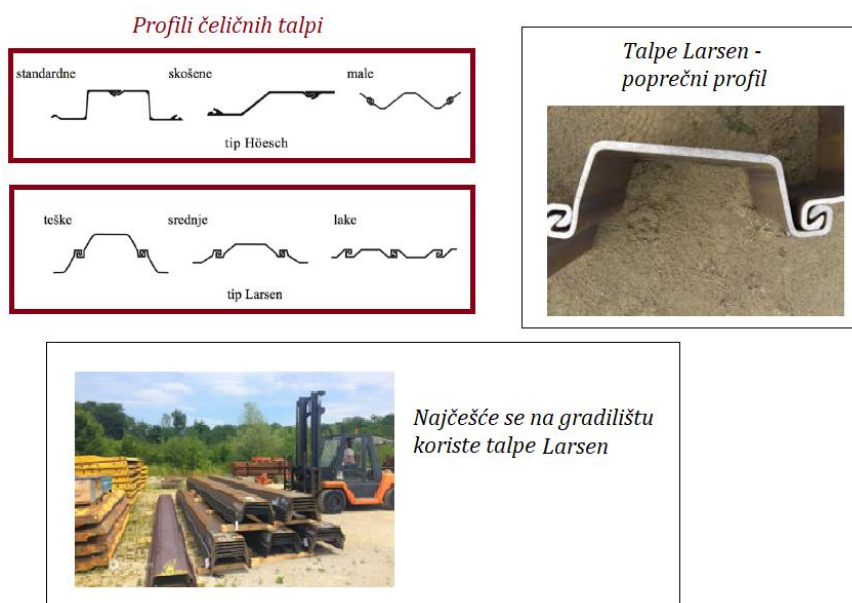 Profili čeličnih talpi
standardne skošene male
tip Höesch
teške srednje lake
tip Larsen
Talpe Larsen -
poprečni profil
Najčešće se na gradilištu
koriste talpe Larsen